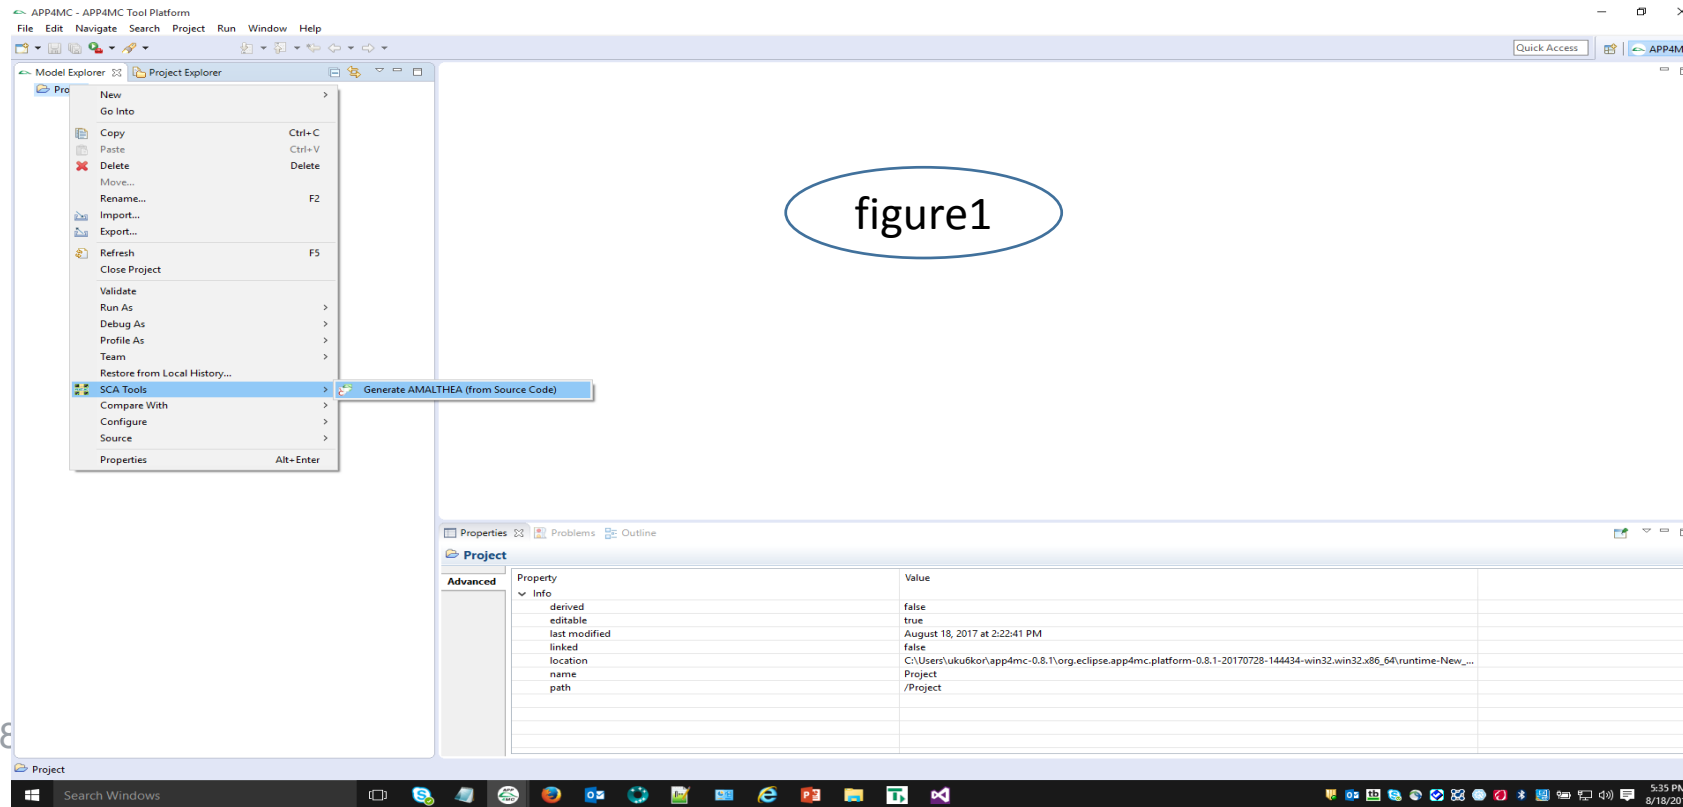 APP4MC - APP4MC Tool Platform
File Edit Navigate Search Project Run Window Help
Quick Access APP4M
Model Explorer Project Explorer
Pro
New
Go Into
Copy Ctrl+C
Paste Ctrl+V
Delete Delete
Move...
Rename... F2
Import...
Export...
Refresh F5
Close Project
Validate
Run As
Debug As
Profile As
Team
Restore from Local History...
SCA Tools
Generate AMALTHEA (from Source Code)
Compare With
Configure
Source
Properties Alt+Enter
figure1
Properties Problems Outline
Project
Advanced
Property Value
Info
derived false
editable true
last modified August 18, 2017 at 2:22:41 PM
linked false
location C:\Users\uku6kor\app4mc-0.8.1\org.eclipse.app4mc.platform-0.8.1-20170728-144434-win32.win32.x86_64\runtime-New_...
name Project
path /Project
8
Project
Search Windows
5:35 PM
8/18/20